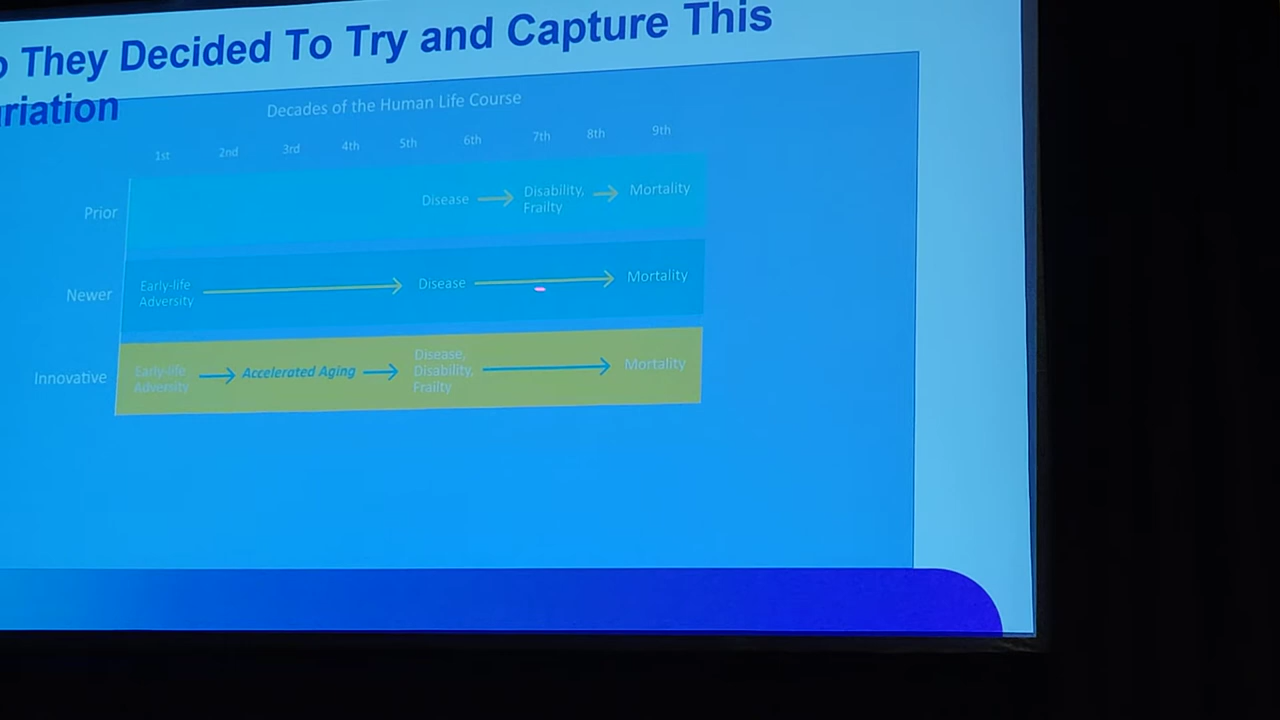 They Decided To Try and Capture This
Decades of the Human Life Course
1st 2nd 3rd 4th 5th 6th 7th 8th 9th
Prior
Disease
Disability,
Frailty
Mortality
Newer
Early-life
Adversity
Disease
Mortality
Innovative
Early-life
Adversity
Accelerated Aging
Disease,
Disability,
Frailty
Mortality